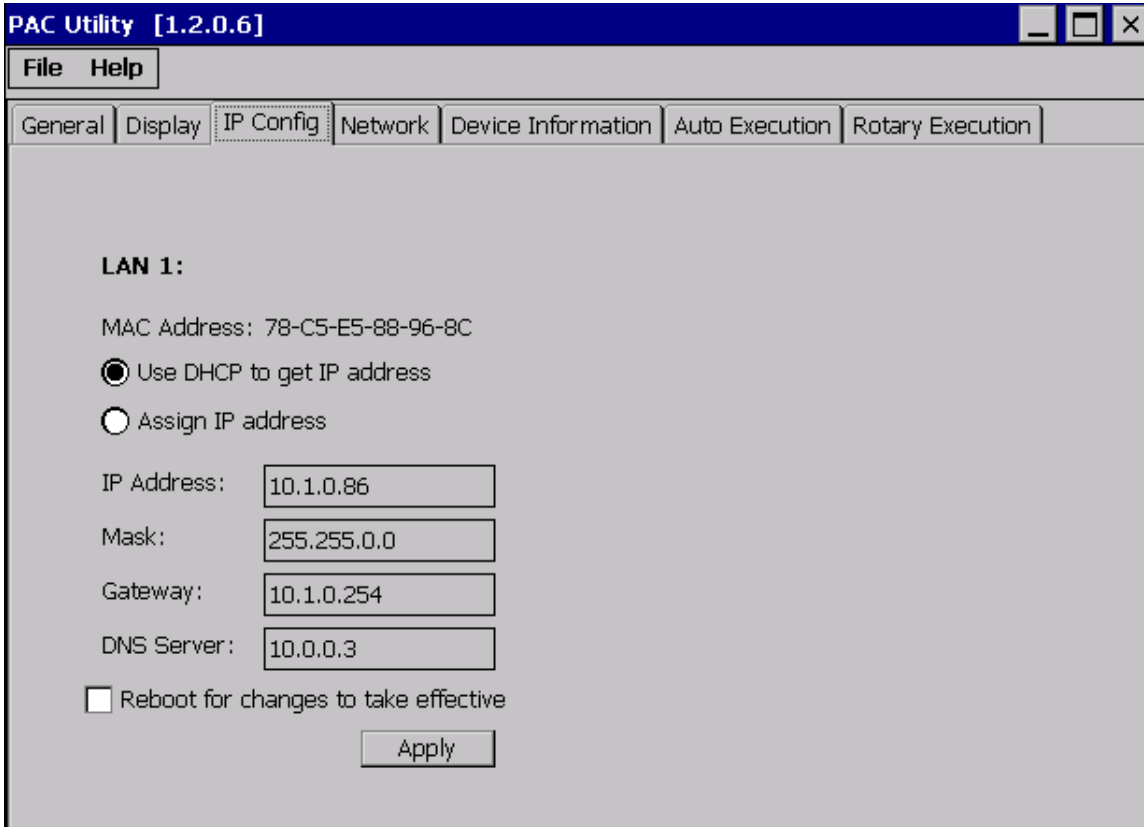 PAC Utility [1.2.0.6]
File Help
General Display IP Config Network Device Information Auto Execution Rotary Execution
LAN 1:
MAC Address: 78-C5-E5-88-96-8C
Use DHCP to get IP address
Assign IP address
IP Address: 10.1.0.86
Mask: 255.255.0.0
Gateway: 10.1.0.254
DNS Server: 10.0.0.3
Reboot for changes to take effective
Apply